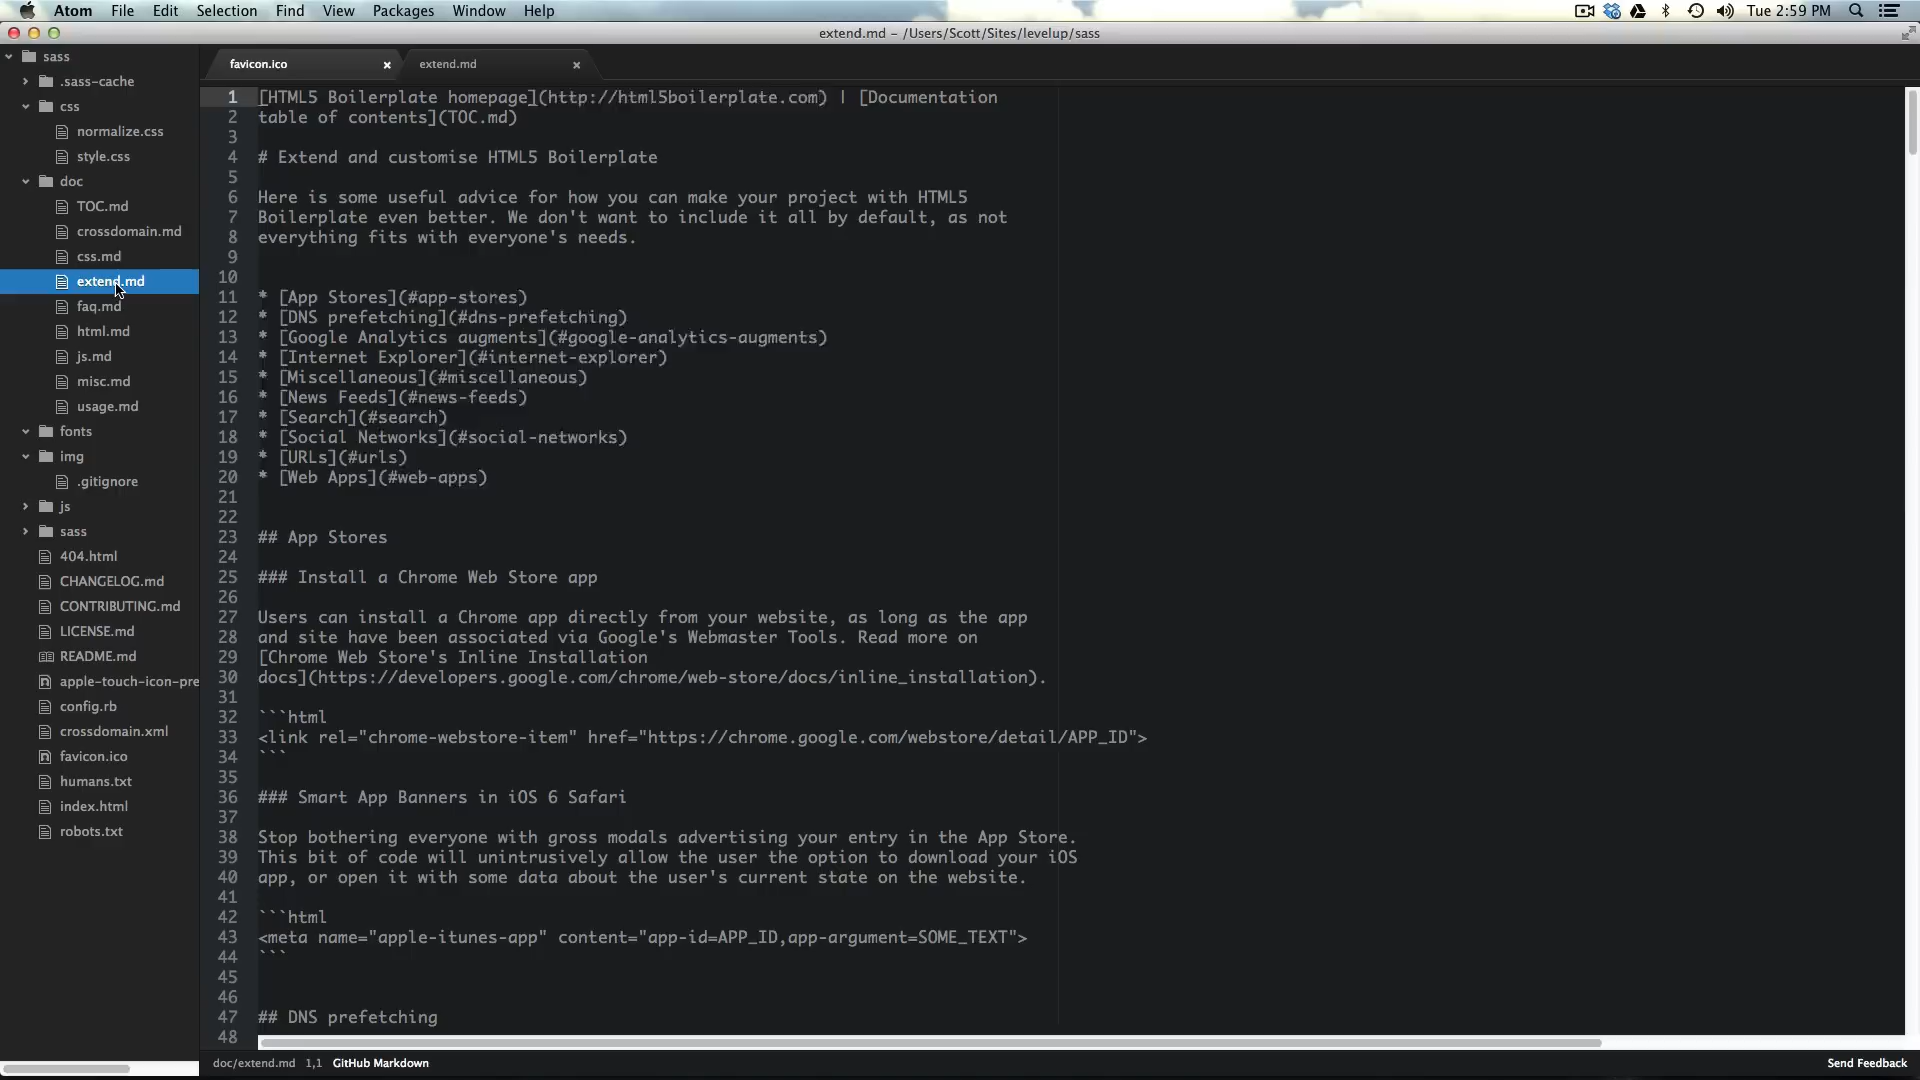 Atom File Edit Selection Find View Packages Window Help Tue 2:59 PM
extend.md – /Users/Scott/Sites/levelup/sass
sass
.sass-cache
css
normalize.css
style.css
doc
TOC.md
crossdomain.md
css.md
extend.md
faq.md
html.md
js.md
misc.md
usage.md
fonts
img
.gitignore
js
sass
404.html
CHANGELOG.md
CONTRIBUTING.md
LICENSE.md
README.md
apple-touch-icon-pre
config.rb
crossdomain.xml
favicon.ico
humans.txt
index.html
robots.txt
favicon.ico × extend.md ×
1 [HTML5 Boilerplate homepage](http://html5boilerplate.com) | [Documentation
2 table of contents](TOC.md)
3
4 # Extend and customise HTML5 Boilerplate
5
6 Here is some useful advice for how you can make your project with HTML5
7 Boilerplate even better. We don't want to include it all by default, as not
8 everything fits with everyone's needs.
9
10
11 * [App Stores](#app-stores)
12 * [DNS prefetching](#dns-prefetching)
13 * [Google Analytics augments](#google-analytics-augments)
14 * [Internet Explorer](#internet-explorer)
15 * [Miscellaneous](#miscellaneous)
16 * [News Feeds](#news-feeds)
17 * [Search](#search)
18 * [Social Networks](#social-networks)
19 * [URLs](#urls)
20 * [Web Apps](#web-apps)
21
22
23 ## App Stores
24
25 ### Install a Chrome Web Store app
26
27 Users can install a Chrome app directly from your website, as long as the app
28 and site have been associated via Google's Webmaster Tools. Read more on
29 [Chrome Web Store's Inline Installation
30 docs](https://developers.google.com/chrome/web-store/docs/inline_installation).
31
32 ```html
33 <link rel="chrome-webstore-item" href="https://chrome.google.com/webstore/detail/APP_ID">
34 ```
35
36 ### Smart App Banners in iOS 6 Safari
37
38 Stop bothering everyone with gross modals advertising your entry in the App Store.
39 This bit of code will unintrusively allow the user the option to download your iOS
40 app, or open it with some data about the user's current state on the website.
41
42 ```html
43 <meta name="apple-itunes-app" content="app-id=APP_ID,app-argument=SOME_TEXT">
44 ```
45
46
47 ## DNS prefetching
48
doc/extend.md 1,1 GitHub Markdown Send Feedback